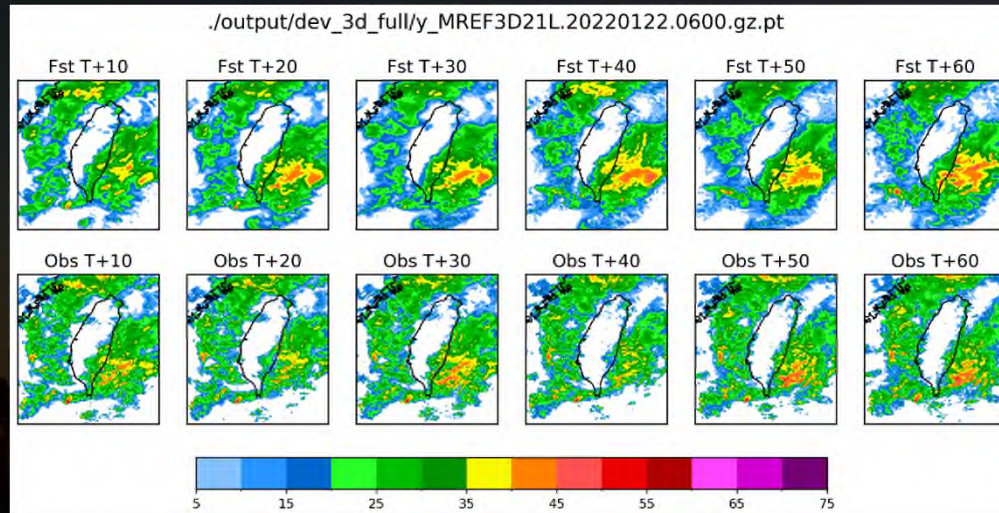 ./output/dev_3d_full/y_MREF3D21L.20220122.0600.gz.pt
Fst T+10 Fst T+20 Fst T+30 Fst T+40 Fst T+50 Fst T+60
Obs T+10 Obs T+20 Obs T+30 Obs T+40 Obs T+50 Obs T+60
5 15 25 35 45 55 65 75